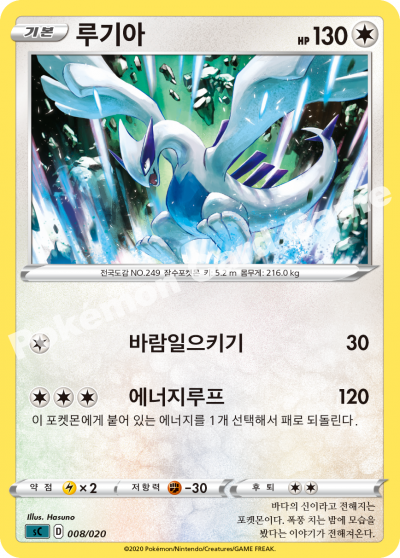 기본 루기아 HP 130
전국도감 NO.249 잠수포켓몬 키: 5.2 m 몸무게: 216.0 kg
Pokémon Card Game
바람일으키기 30
에너지루프 120
이 포켓몬에게 붙어 있는 에너지를 1개 선택해서 패로 되돌린다.
약점 ×2 저항력 -30 후퇴
Illus. Hasuno
sC D 008/020
바다의 신이라고 전해지는
포켓몬이다. 폭풍 치는 밤에 모습을
봤다는 이야기가 전해져온다.
©2020 Pokémon/Nintendo/Creatures/GAME FREAK.